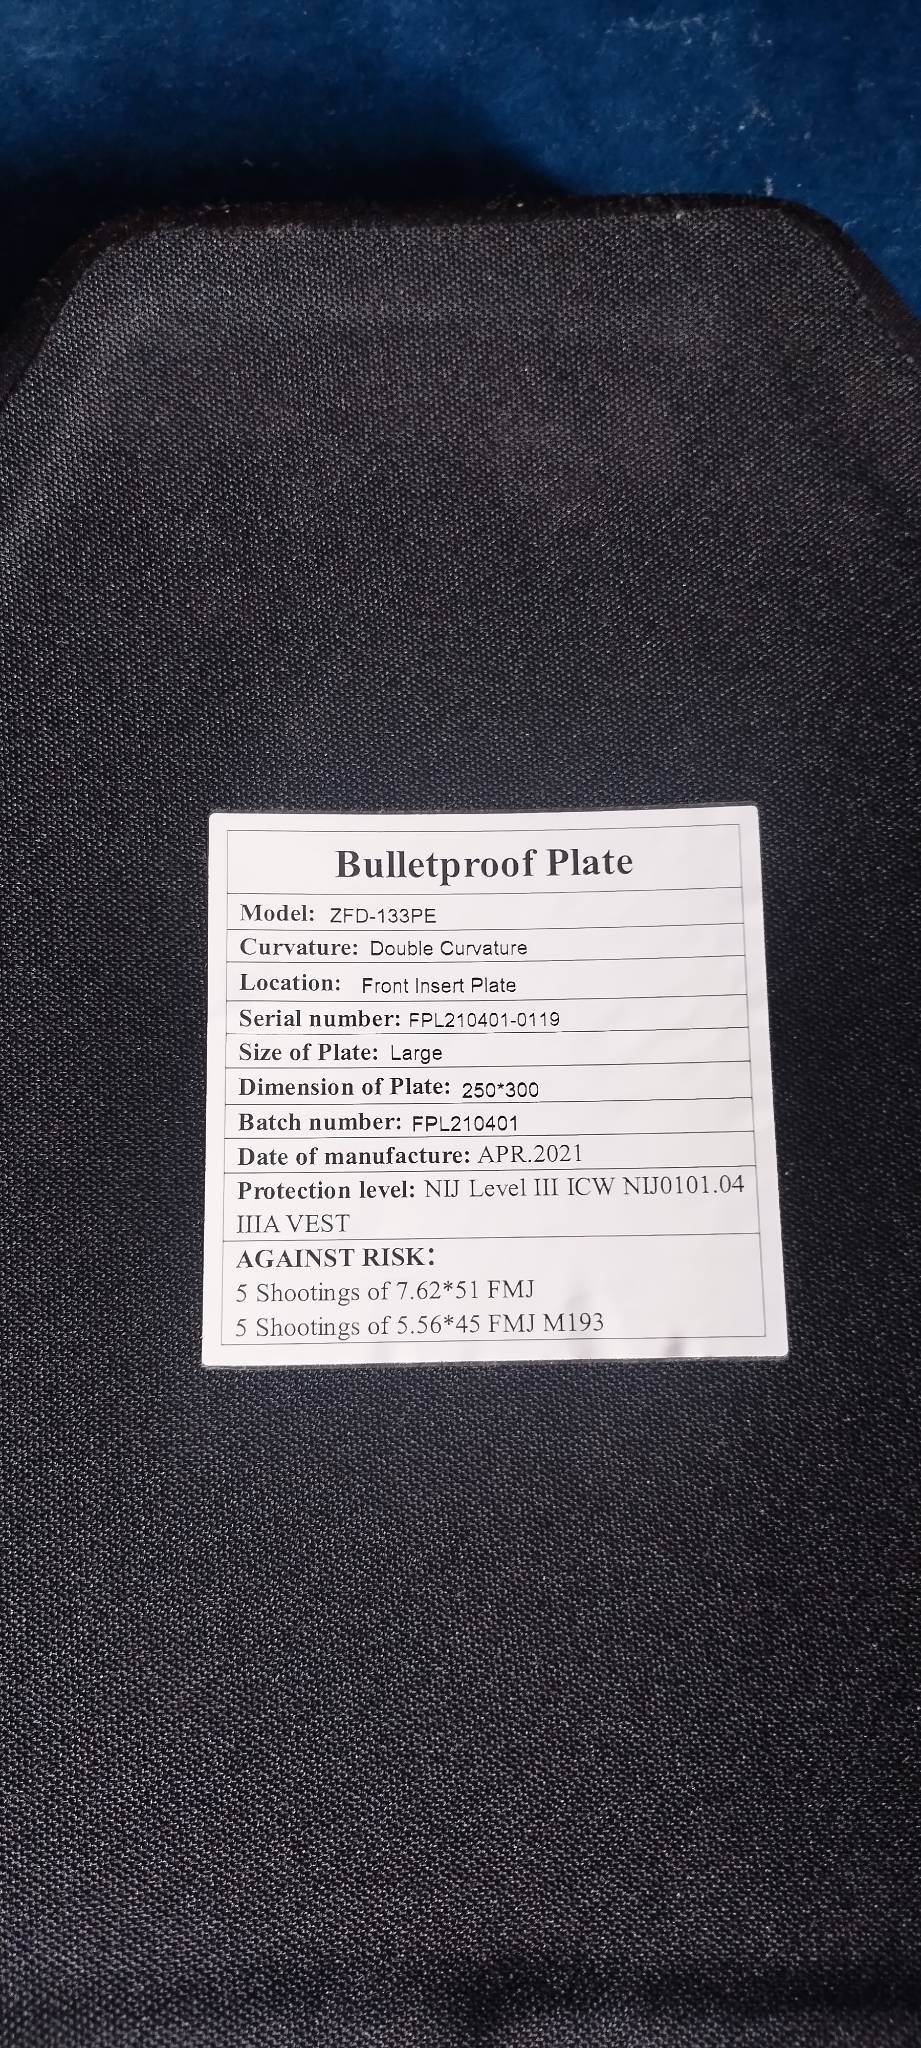 Bulletproof Plate
Model: ZFD-133PE
Curvature: Double Curvature
Location: Front Insert Plate
Serial number: FPL210401-0119
Size of Plate: Large
Dimension of Plate: 250*300
Batch number: FPL210401
Date of manufacture: APR.2021
Protection level: NIJ Level III ICW NIJ0101.04
IIIA VEST
AGAINST RISK:
5 Shootings of 7.62*51 FMJ
5 Shootings of 5.56*45 FMJ M193